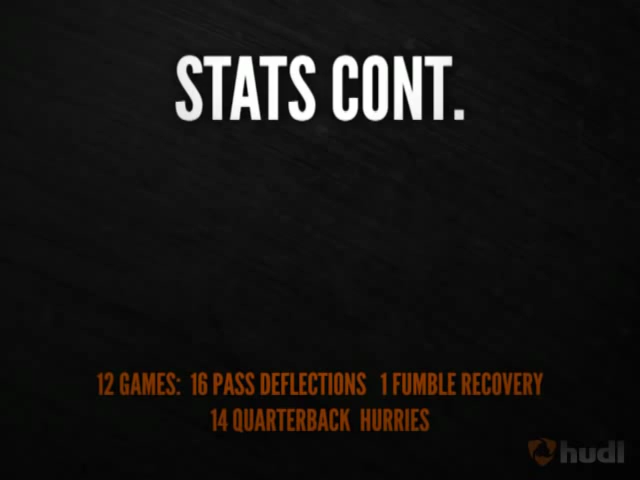 STATS CONT.
12 GAMES: 16 PASS DEFLECTIONS 1 FUMBLE RECOVERY
14 QUARTERBACK HURRIES
hudl